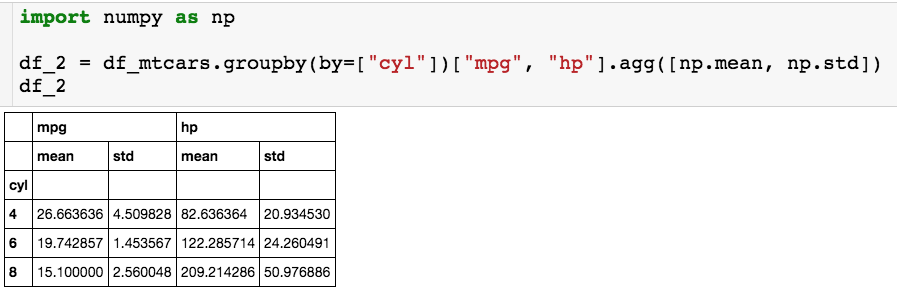 import numpy as np
df_2 = df_mtcars.groupby(by=["cyl"])["mpg", "hp"].agg([np.mean, np.std])
df_2
mpg hp
mean std mean std
cyl
4 26.663636 4.509828 82.636364 20.934530
6 19.742857 1.453567 122.285714 24.260491
8 15.100000 2.560048 209.214286 50.976886